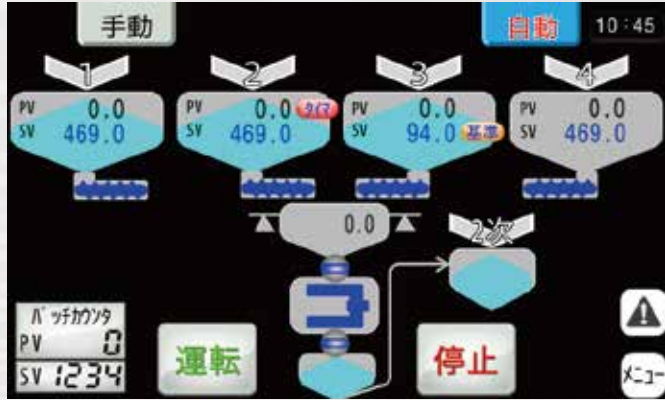 手動
自動
10:45
1
2
3
4
PV 0.0
SV 469.0
PV 0.0 タイマ
SV 469.0
PV 0.0
SV 94.0 基準
PV 0.0
SV 469.0
0.0
2次
バッチカウンタ
PV 0
SV 1234
運転
停止
メニュー